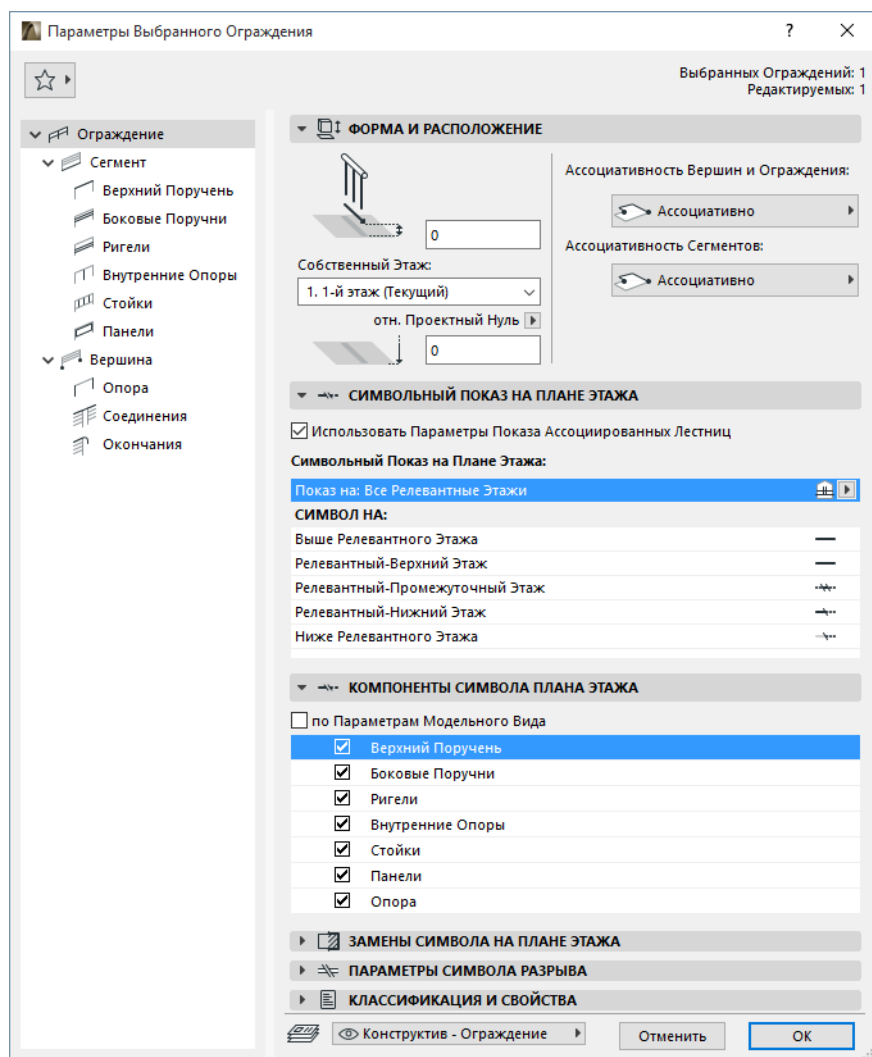 Параметры Выбранного Ограждения
?
Выбранных Ограждений: 1
Редактируемых: 1
Ограждение
Сегмент
Верхний Поручень
Боковые Поручни
Ригели
Внутренние Опоры
Стойки
Панели
Вершина
Опора
Соединения
Окончания
ФОРМА И РАСПОЛОЖЕНИЕ
0
Собственный Этаж:
1. 1-й этаж (Текущий)
отн. Проектный Нуль
0
Ассоциативность Вершин и Ограждения:
Ассоциативно
Ассоциативность Сегментов:
Ассоциативно
СИМВОЛЬНЫЙ ПОКАЗ НА ПЛАНЕ ЭТАЖА
Использовать Параметры Показа Ассоциированных Лестниц
Символьный Показ на Плане Этажа:
Показ на: Все Релевантные Этажи
СИМВОЛ НА:
Выше Релевантного Этажа
Релевантный-Верхний Этаж
Релевантный-Промежуточный Этаж
Релевантный-Нижний Этаж
Ниже Релевантного Этажа
КОМПОНЕНТЫ СИМВОЛА ПЛАНА ЭТАЖА
по Параметрам Модельного Вида
Верхний Поручень
Боковые Поручни
Ригели
Внутренние Опоры
Стойки
Панели
Опора
ЗАМЕНЫ СИМВОЛА НА ПЛАНЕ ЭТАЖА
ПАРАМЕТРЫ СИМВОЛА РАЗРЫВА
КЛАССИФИКАЦИЯ И СВОЙСТВА
Конструктив - Ограждение
Отменить
OK